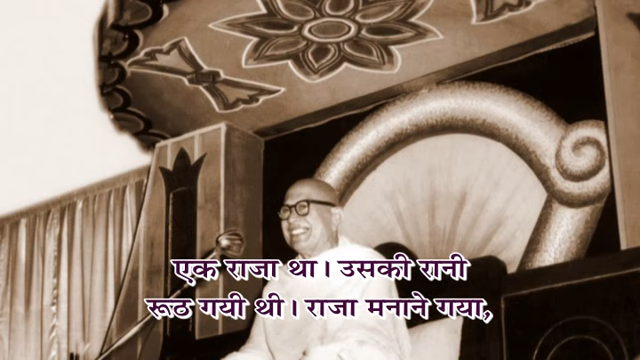 एक राजा था। उसकी रानी
रूठ गयी थी। राजा मनाने गया,